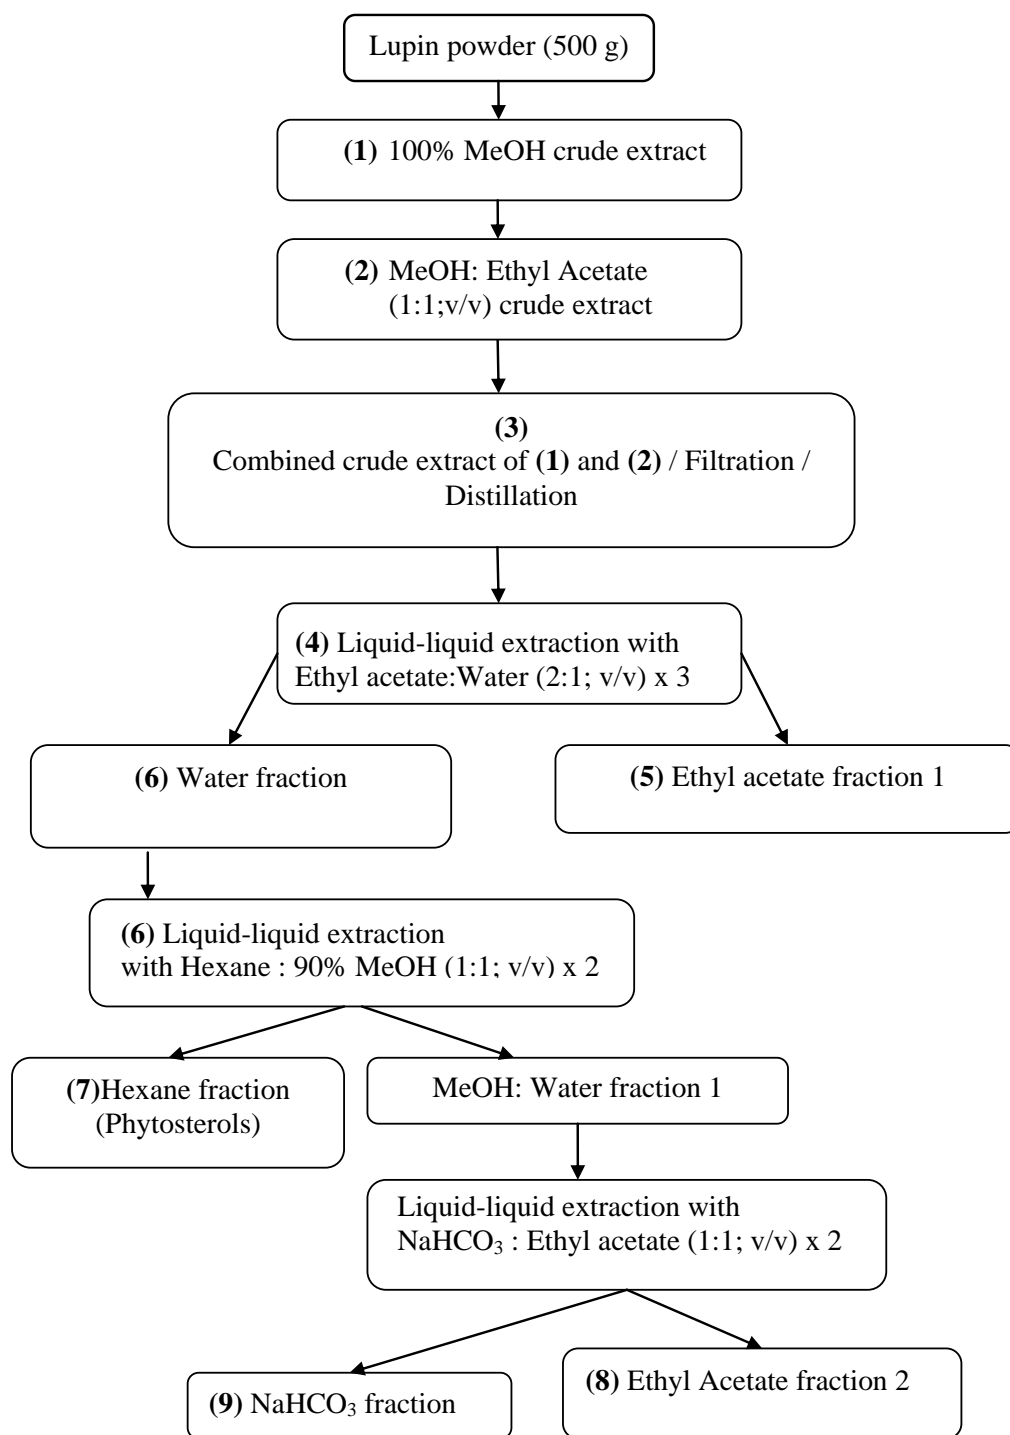 Lupin powder (500 g)
(1) 100% MeOH crude extract
(2) MeOH: Ethyl Acetate
(1:1;v/v) crude extract
(3)
Combined crude extract of (1) and (2) / Filtration /
Distillation
(4) Liquid-liquid extraction with
Ethyl acetate:Water (2:1; v/v) x 3
(6) Water fraction
(5) Ethyl acetate fraction 1
(6) Liquid-liquid extraction
with Hexane : 90% MeOH (1:1; v/v) x 2
(7)Hexane fraction
(Phytosterols)
MeOH: Water fraction 1
Liquid-liquid extraction with
NaHCO₃ : Ethyl acetate (1:1; v/v) x 2
(9) NaHCO₃ fraction
(8) Ethyl Acetate fraction 2